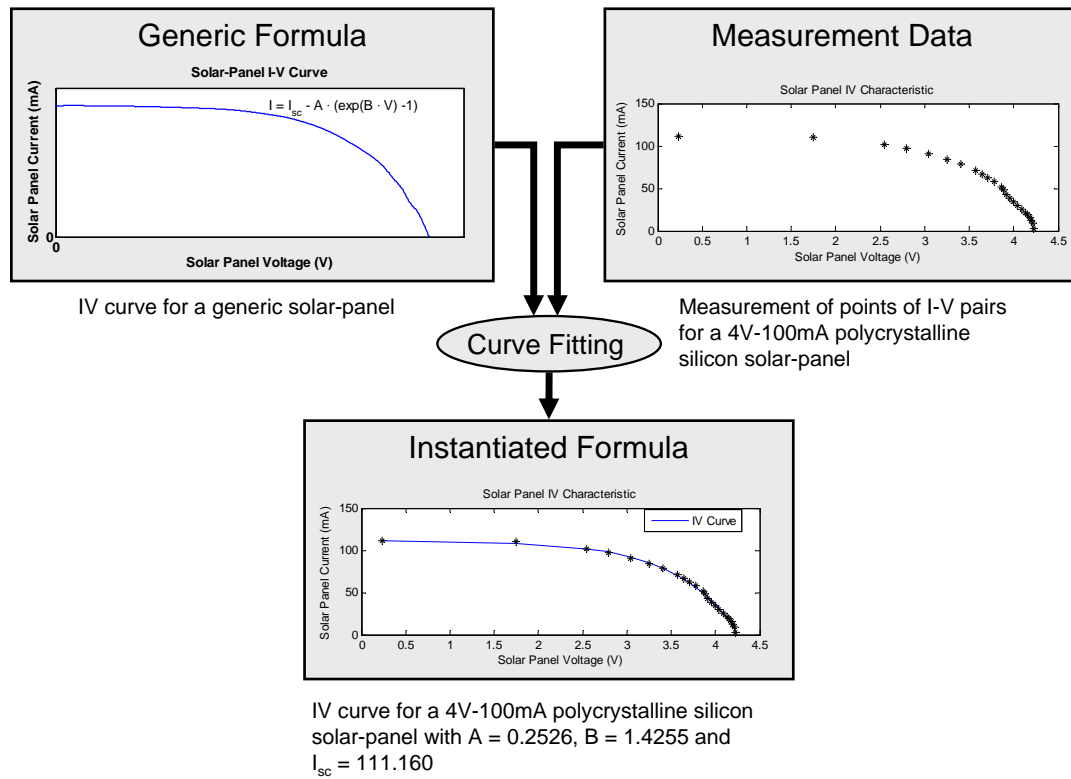 Generic Formula
Solar-Panel I-V Curve
I = I_sc - A · (exp(B · V) -1)
Solar Panel Current (mA)
0
0
Solar Panel Voltage (V)
IV curve for a generic solar-panel
Measurement Data
Solar Panel IV Characteristic
150
100
50
0
Solar Panel Current (mA)
0 0.5 1 1.5 2 2.5 3 3.5 4 4.5
Solar Panel Voltage (V)
Measurement of points of I-V pairs
for a 4V-100mA polycrystalline
silicon solar-panel
Curve Fitting
Instantiated Formula
Solar Panel IV Characteristic
150
100
50
0
Solar Panel Current (mA)
IV Curve
0 0.5 1 1.5 2 2.5 3 3.5 4 4.5
Solar Panel Voltage (V)
IV curve for a 4V-100mA polycrystalline silicon
solar-panel with A = 0.2526, B = 1.4255 and
I_sc = 111.160